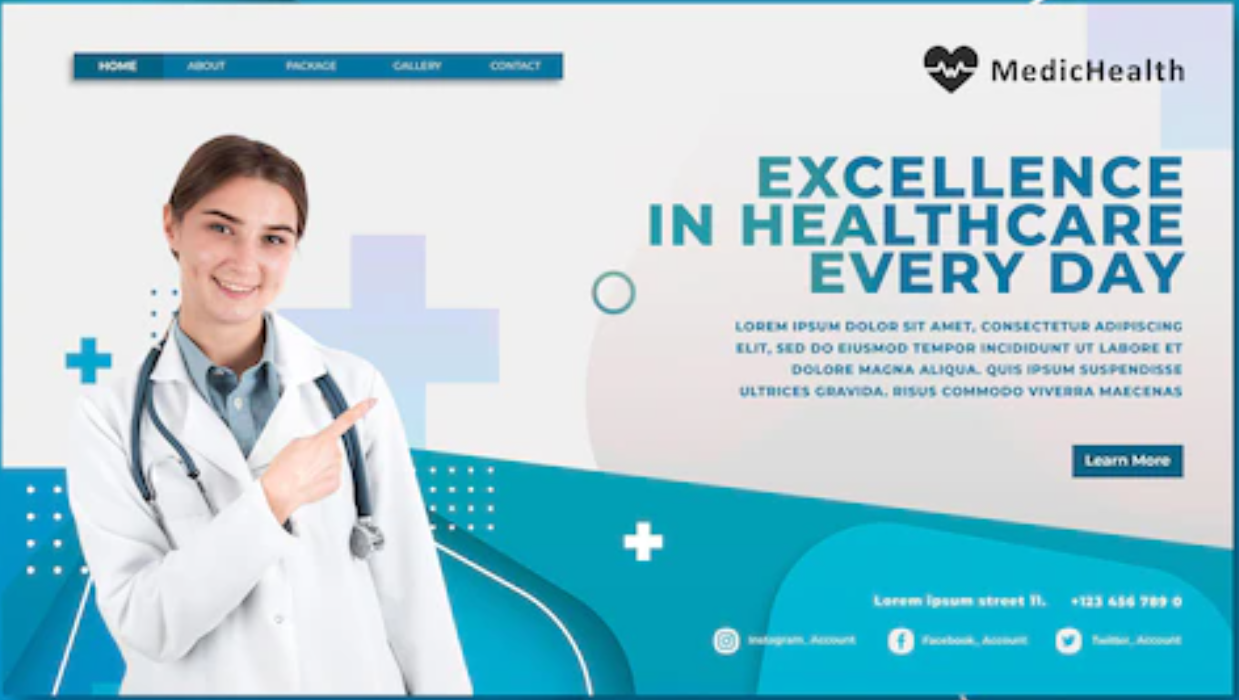 HOME ABOUT PACKAGE GALLERY CONTACT
MedicHealth
EXCELLENCE
IN HEALTHCARE
EVERY DAY
LOREM IPSUM DOLOR SIT AMET, CONSECTETUR ADIPISCING
ELIT, SED DO EIUSMOD TEMPOR INCIDIDUNT UT LABORE ET
DOLORE MAGNA ALIQUA. QUIS IPSUM SUSPENDISSE
ULTRICES GRAVIDA. RISUS COMMODO VIVERRA MAECENAS
Learn More
Lorem ipsum street 11. +123 456 789 0
Instagram_Account Facebook_Account Twitter_Account